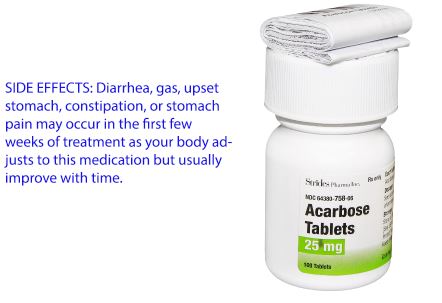 SIDE EFFECTS: Diarrhea, gas, upset
stomach, constipation, or stomach
pain may occur in the first few
weeks of treatment as your body ad-
justs to this medication but usually
improve with time.
Strides Pharma Inc.
Rx only
NDC 64380-758-06
Acarbose
Tablets
25 mg
100 Tablets